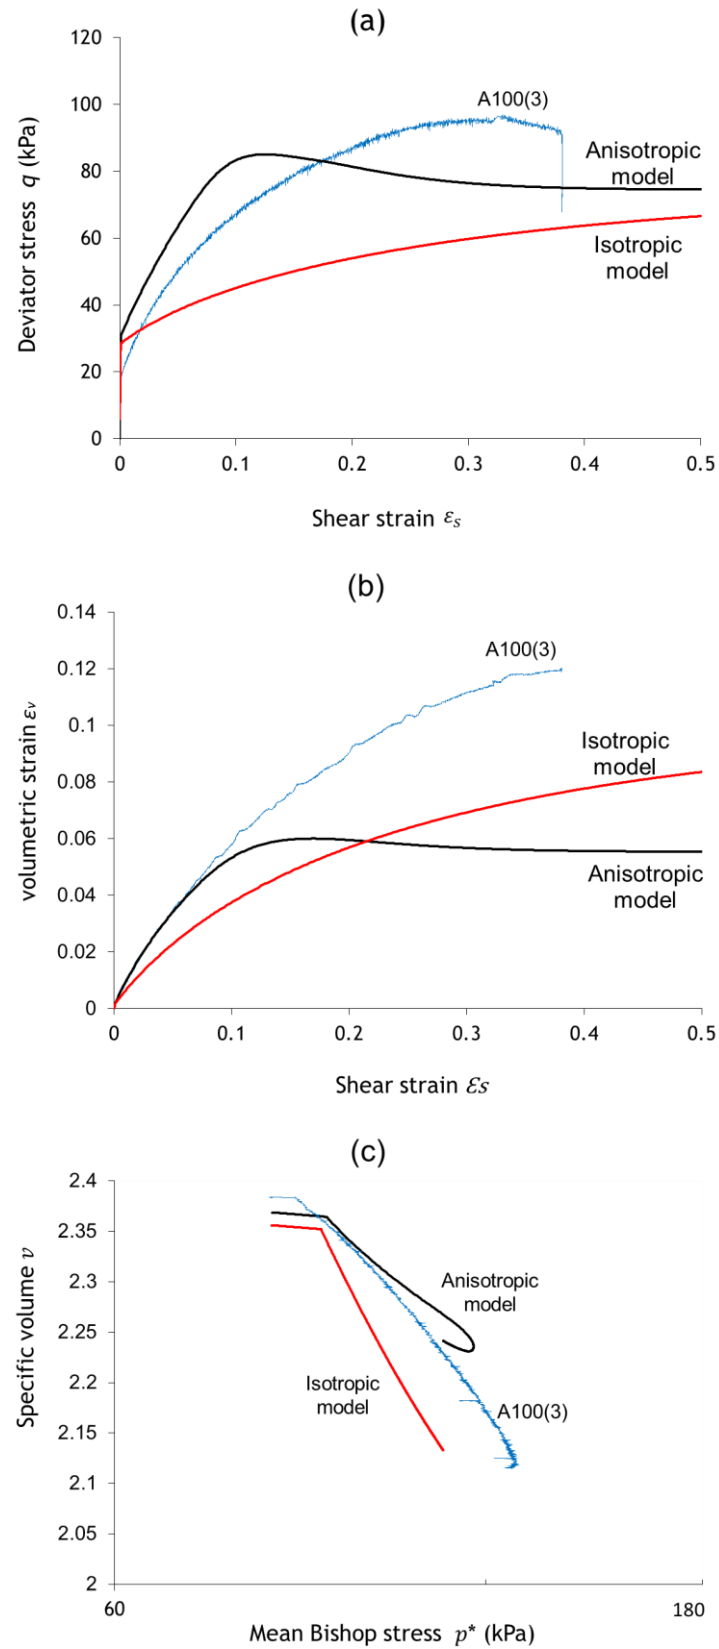 (a)
120
100
80
60
40
20
0
Deviator stress q (kPa)
A100(3)
Anisotropic
model
Isotropic
model
0 0.1 0.2 0.3 0.4 0.5
Shear strain εs
(b)
0.14
0.12
0.1
0.08
0.06
0.04
0.02
0
volumetric strain εv
A100(3)
Isotropic
model
Anisotropic
model
0 0.1 0.2 0.3 0.4 0.5
Shear strain εs
(c)
2.4
2.35
2.3
2.25
2.2
2.15
2.1
2.05
2
Specific volume v
Anisotropic
model
Isotropic
model
A100(3)
60 180
Mean Bishop stress p* (kPa)